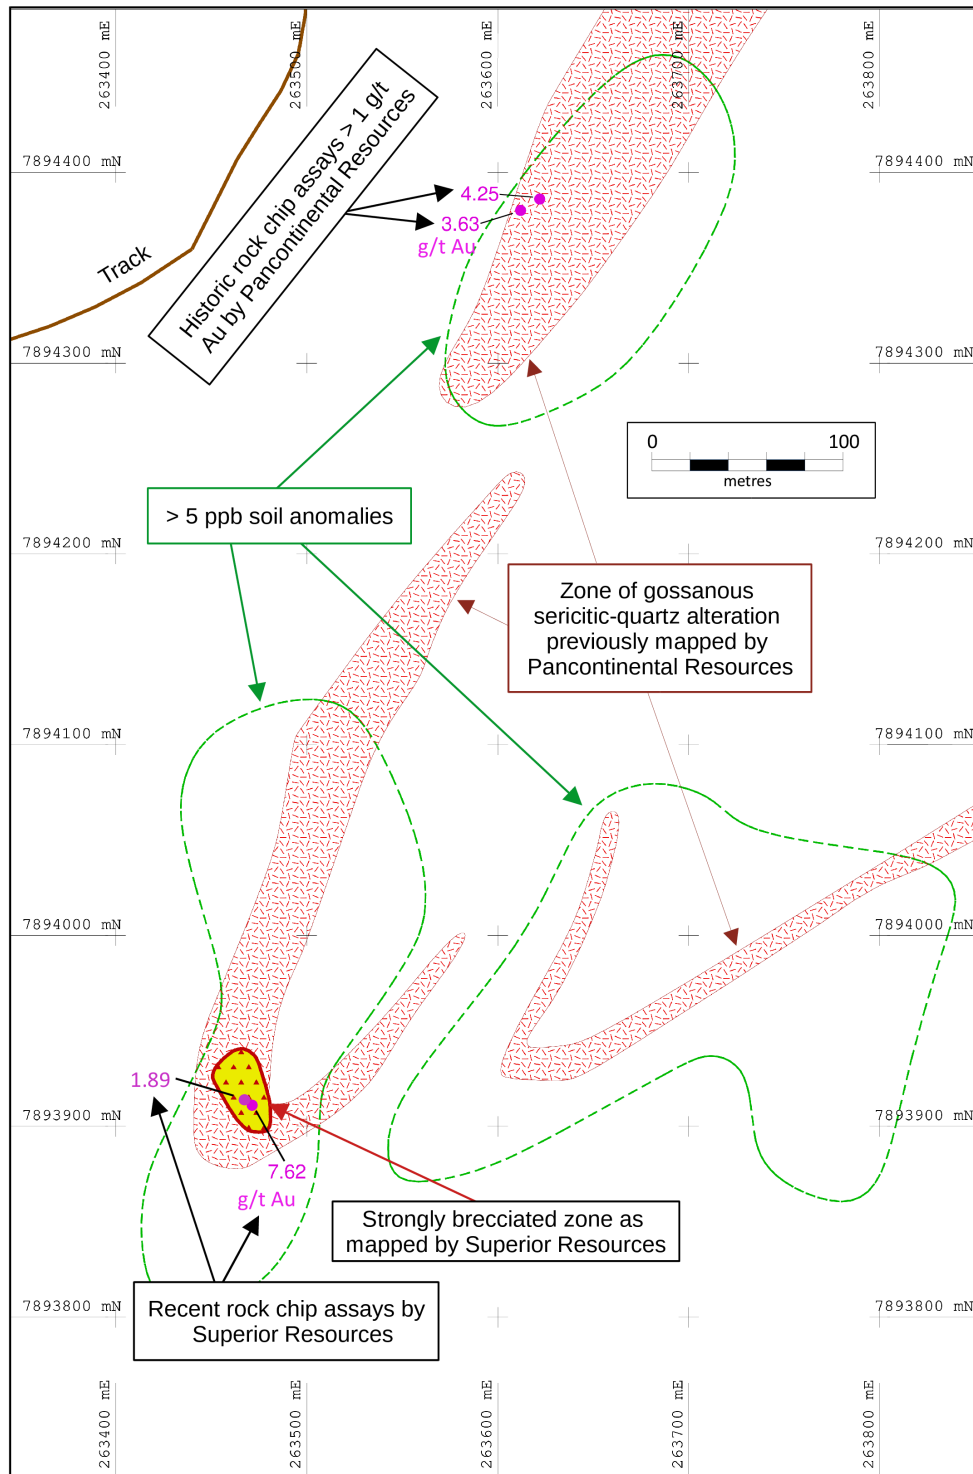 263400 mE
263500 mE
263600 mE
263700 mE
263800 mE
Historic rock chip assays > 1 g/t
Au by Pancontinental Resources
7894400 mN
7894400 mN
4.25
3.63
g/t Au
Track
7894300 mN
7894300 mN
0 100
metres
> 5 ppb soil anomalies
7894200 mN
7894200 mN
Zone of gossanous
sericitic-quartz alteration
previously mapped by
Pancontinental Resources
7894100 mN
7894100 mN
7894000 mN
7894000 mN
1.89
7893900 mN
7893900 mN
7.62
g/t Au
Strongly brecciated zone as
mapped by Superior Resources
Recent rock chip assays by
Superior Resources
7893800 mN
7893800 mN
263400 mE
263500 mE
263600 mE
263700 mE
263800 mE